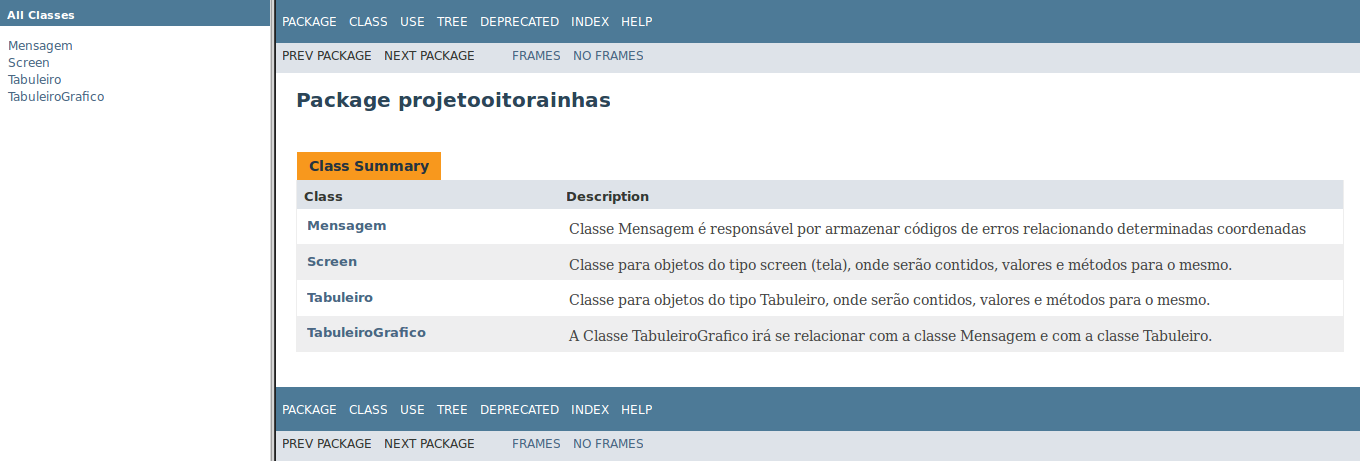 All Classes
Mensagem
Screen
Tabuleiro
TabuleiroGrafico
PACKAGE CLASS USE TREE DEPRECATED INDEX HELP
PREV PACKAGE NEXT PACKAGE FRAMES NO FRAMES
Package projetooitorainhas
Class Summary
Class Description
Mensagem Classe Mensagem é responsável por armazenar códigos de erros relacionando determinadas coordenadas
Screen Classe para objetos do tipo screen (tela), onde serão contidos, valores e métodos para o mesmo.
Tabuleiro Classe para objetos do tipo Tabuleiro, onde serão contidos, valores e métodos para o mesmo.
TabuleiroGrafico A Classe TabuleiroGrafico irá se relacionar com a classe Mensagem e com a classe Tabuleiro.
PACKAGE CLASS USE TREE DEPRECATED INDEX HELP
PREV PACKAGE NEXT PACKAGE FRAMES NO FRAMES